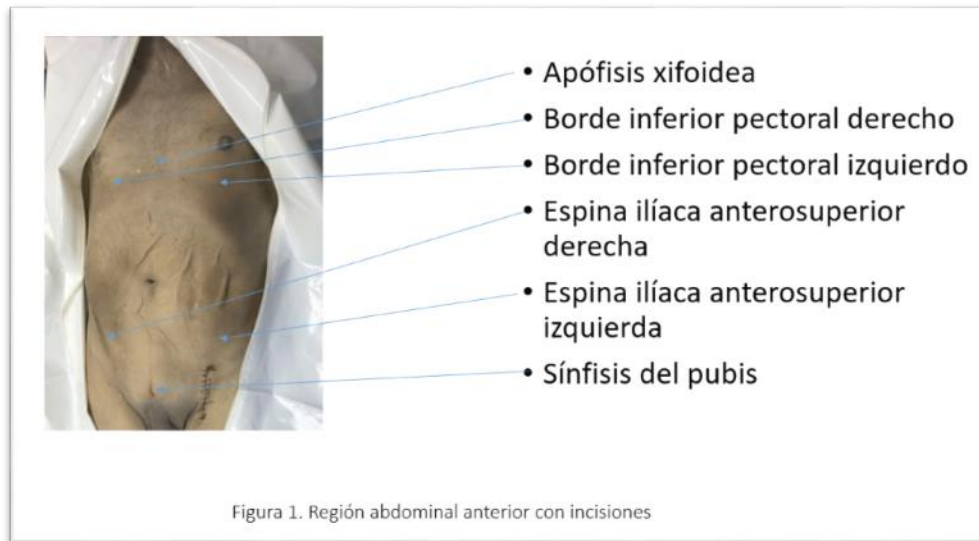 • Apófisis xifoidea
• Borde inferior pectoral derecho
• Borde inferior pectoral izquierdo
• Espina ilíaca anterosuperior
derecha
• Espina ilíaca anterosuperior
izquierda
• Sínfisis del pubis
Figura 1. Región abdominal anterior con incisiones